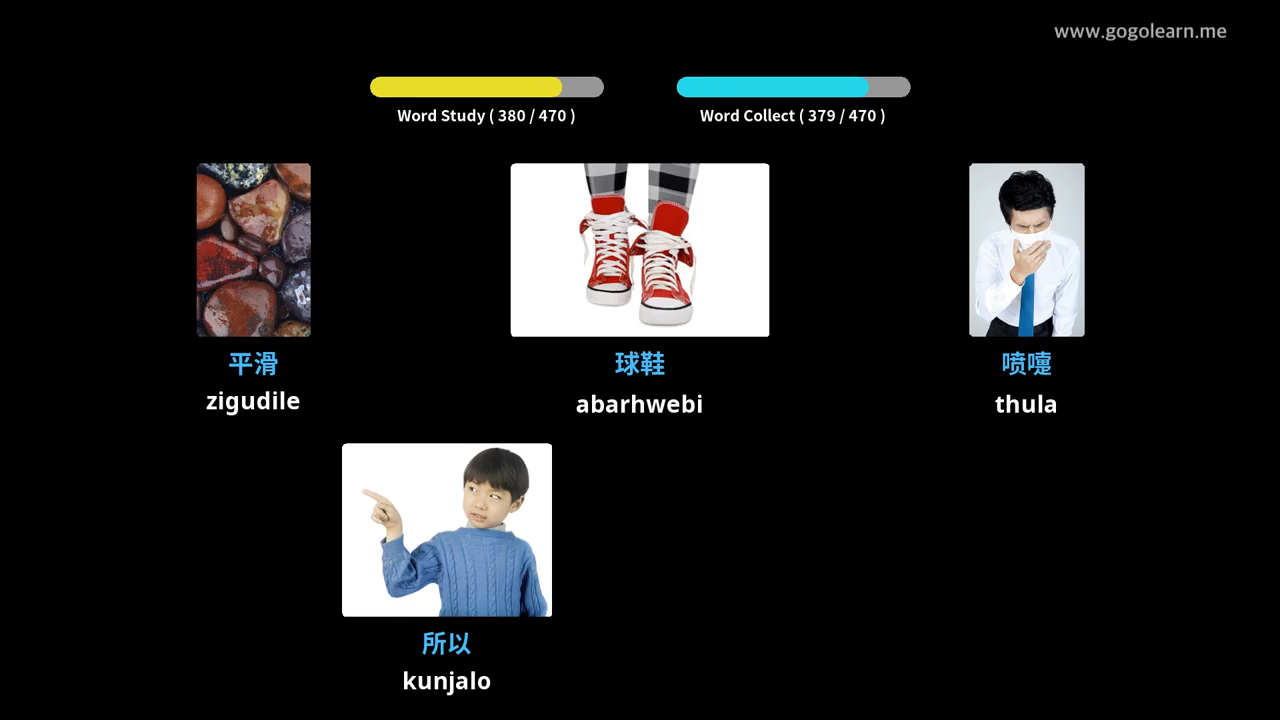 www.gogolearn.me
Word Study ( 380 / 470 )
Word Collect ( 379 / 470 )
平滑
zigudile
球鞋
abarhwebi
喷嚏
thula
所以
kunjalo